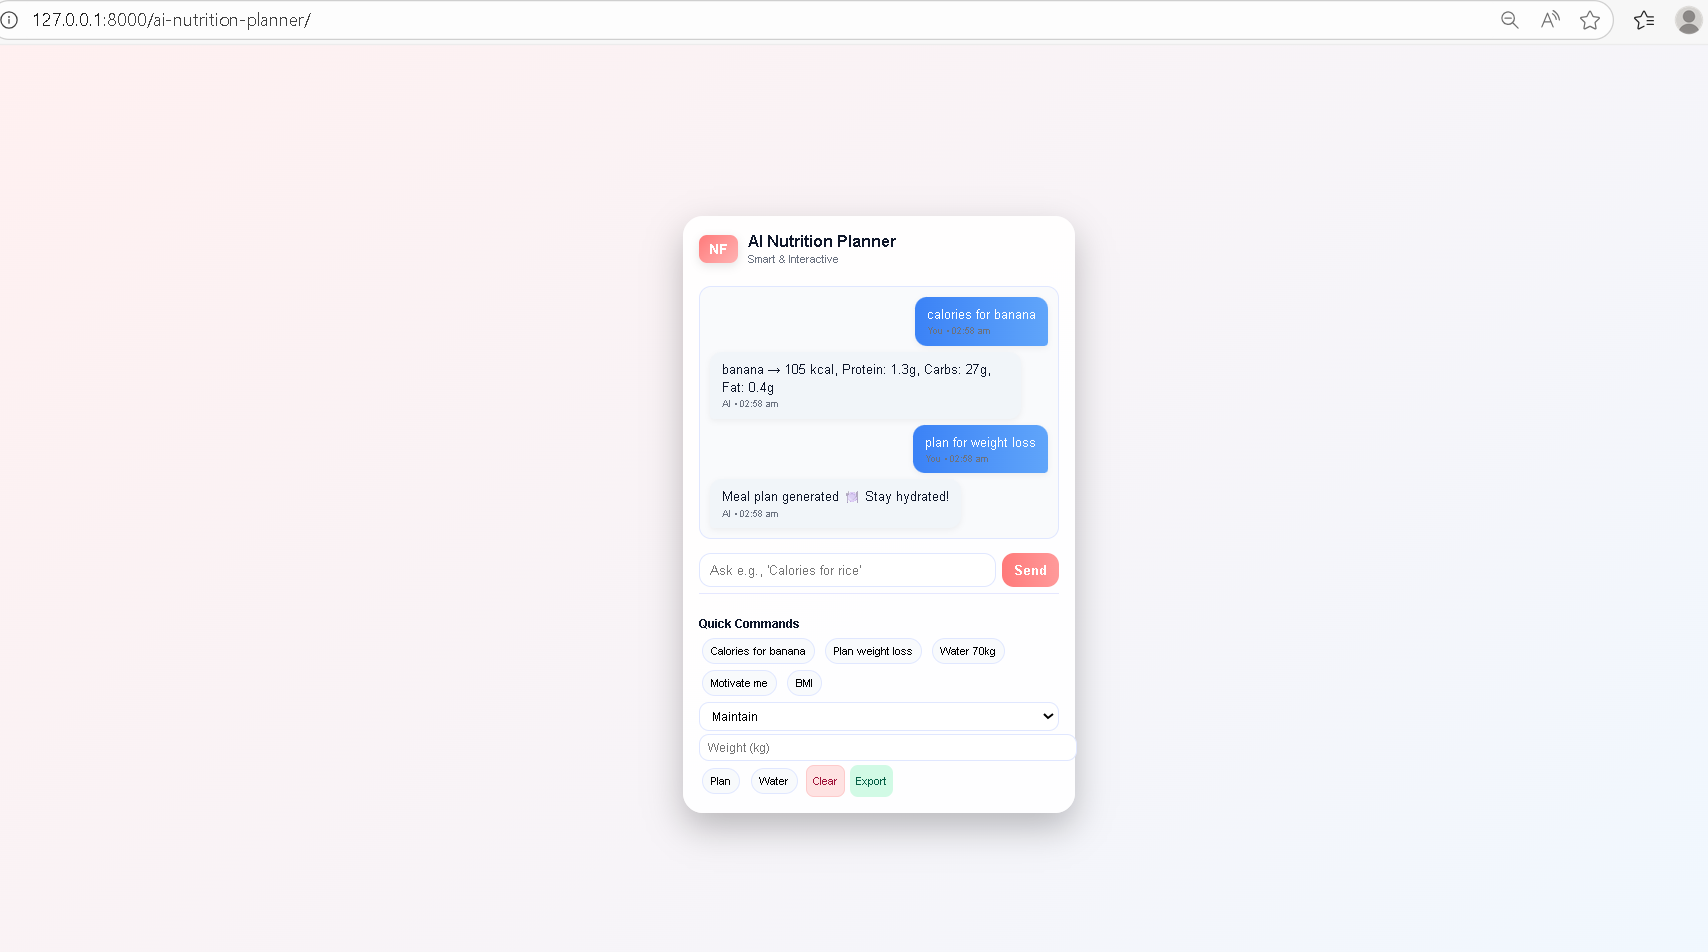 127.0.0.1:8000/ai-nutrition-planner/
NF
AI Nutrition Planner
Smart & Interactive
calories for banana
You • 02:58 am
banana → 105 kcal, Protein: 1.3g, Carbs: 27g,
Fat: 0.4g
AI • 02:58 am
plan for weight loss
You • 02:58 am
Meal plan generated 🍽️ Stay hydrated!
AI • 02:58 am
Ask e.g., 'Calories for rice'
Send
Quick Commands
Calories for banana
Plan weight loss
Water 70kg
Motivate me
BMI
Maintain
Weight (kg)
Plan
Water
Clear
Export